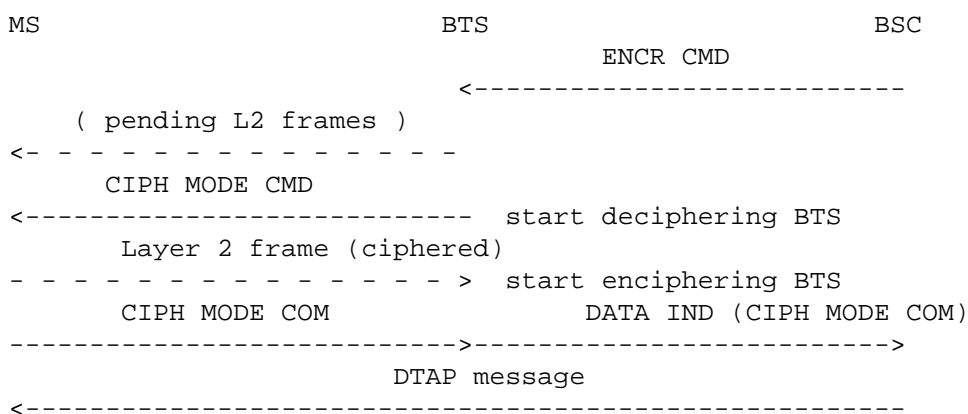 MS BTS BSC
ENCR CMD
<---------------------------
( pending L2 frames )
<- - - - - - - - - - - - - -
CIPH MODE CMD
<---------------------------- start deciphering BTS
Layer 2 frame (ciphered)
- - - - - - - - - - - - - - > start enciphering BTS
CIPH MODE COM DATA IND (CIPH MODE COM)
---------------------------->-------------------------->
DTAP message
<---------------------------------------------------------